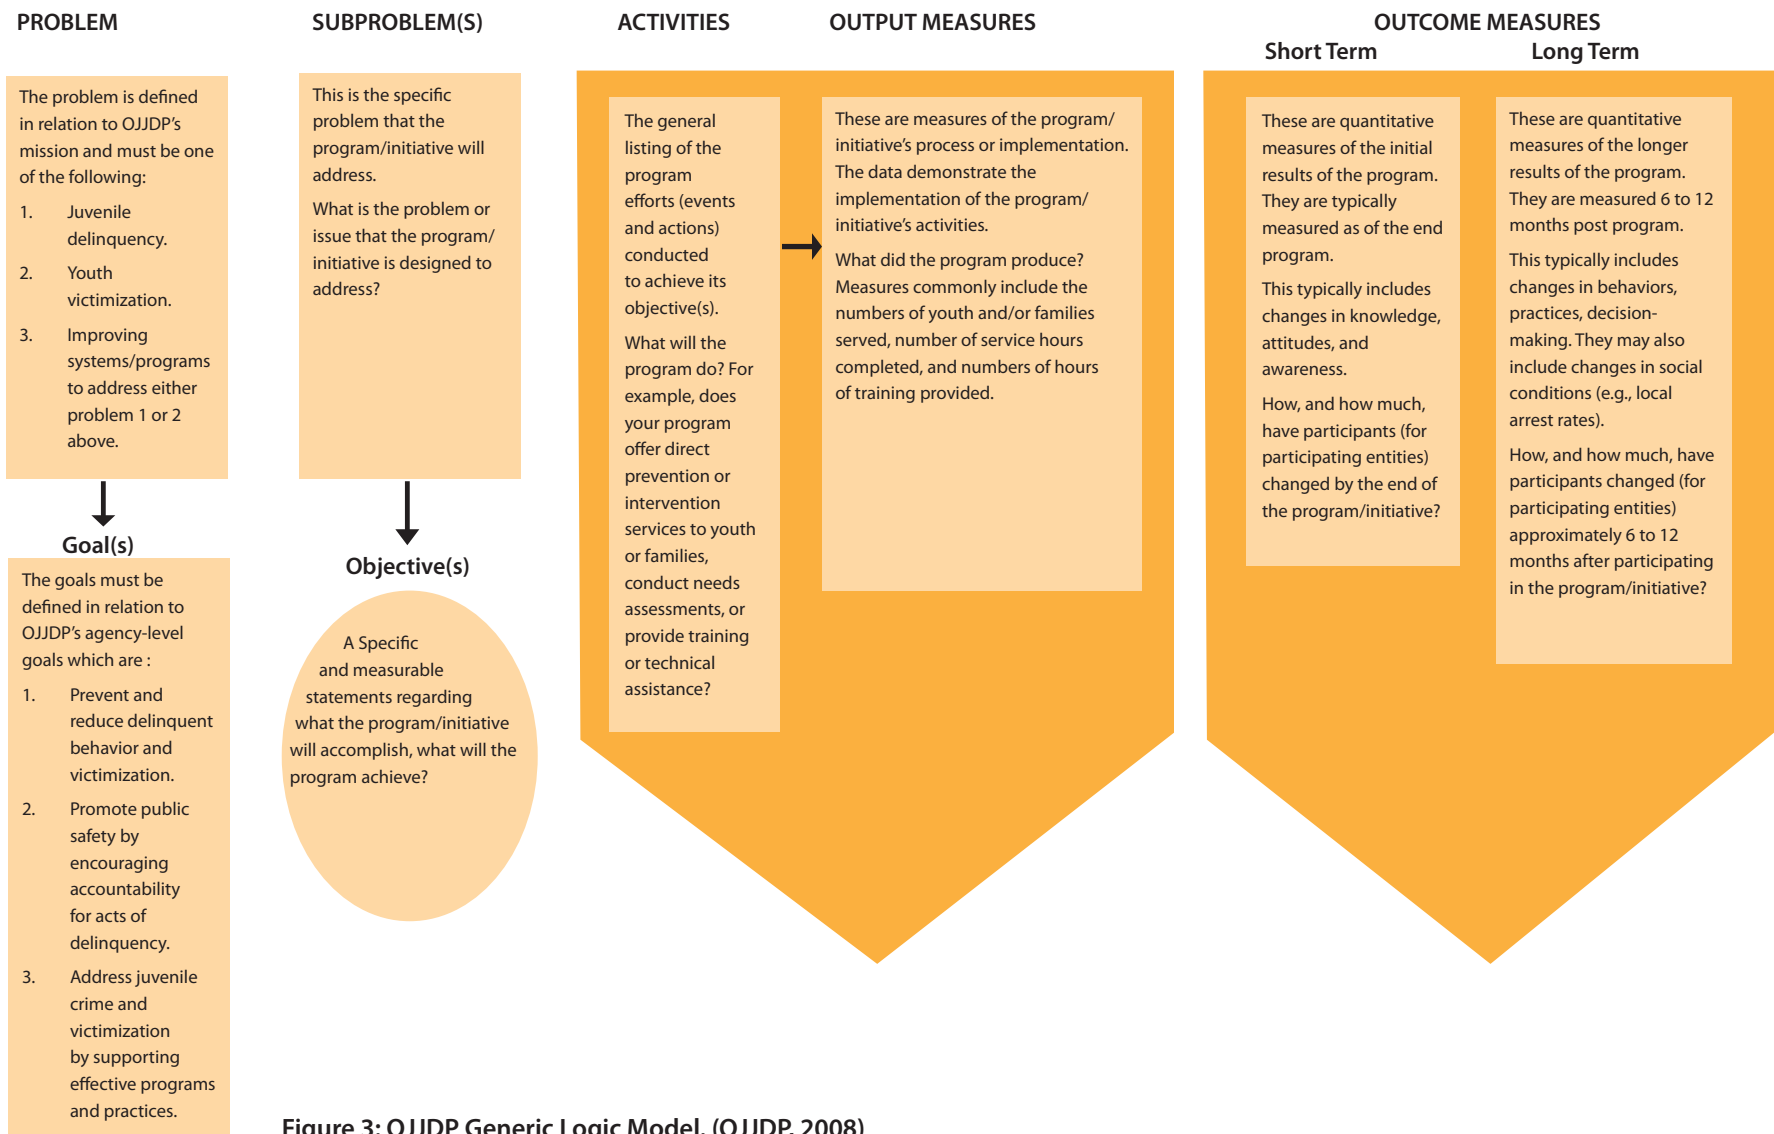 PROBLEM
The problem is defined
in relation to OJJDP's
mission and must be one
of the following:
1. Juvenile
delinquency.
2. Youth
victimization.
3. Improving
systems/programs
to address either
problem 1 or 2
above.
Goal(s)
The goals must be
defined in relation to
OJJDP's agency-level
goals which are :
1. Prevent and
reduce delinquent
behavior and
victimization.
2. Promote public
safety by
encouraging
accountability
for acts of
delinquency.
3. Address juvenile
crime and
victimization
by supporting
effective programs
and practices.
SUBPROBLEM(S)
This is the specific
problem that the
program/initiative will
address.
What is the problem or
issue that the program/
initiative is designed to
address?
Objective(s)
A Specific
and measurable
statements regarding
what the program/initiative
will accomplish, what will the
program achieve?
ACTIVITIES
The general
listing of the
program
efforts (events
and actions)
conducted
to achieve its
objective(s).
What will the
program do? For
example, does
your program
offer direct
prevention or
intervention
services to youth
or families,
conduct needs
assessments, or
provide training
or technical
assistance?
OUTPUT MEASURES
These are measures of the program/
initiative's process or implementation.
The data demonstrate the
implementation of the program/
initiative's activities.
What did the program produce?
Measures commonly include the
numbers of youth and/or families
served, number of service hours
completed, and numbers of hours
of training provided.
OUTCOME MEASURES
Short Term
These are quantitative
measures of the initial
results of the program.
They are typically
measured as of the end
program.
This typically includes
changes in knowledge,
attitudes, and
awareness.
How, and how much,
have participants (for
participating entities)
changed by the end of
the program/initiative?
Long Term
These are quantitative
measures of the longer
results of the program.
They are measured 6 to 12
months post program.
This typically includes
changes in behaviors,
practices, decision-
making. They may also
include changes in social
conditions (e.g., local
arrest rates).
How, and how much, have
participants changed (for
participating entities)
approximately 6 to 12
months after participating
in the program/initiative?
Figure 3: OJJDP Generic Logic Model. (OJJDP, 2008)